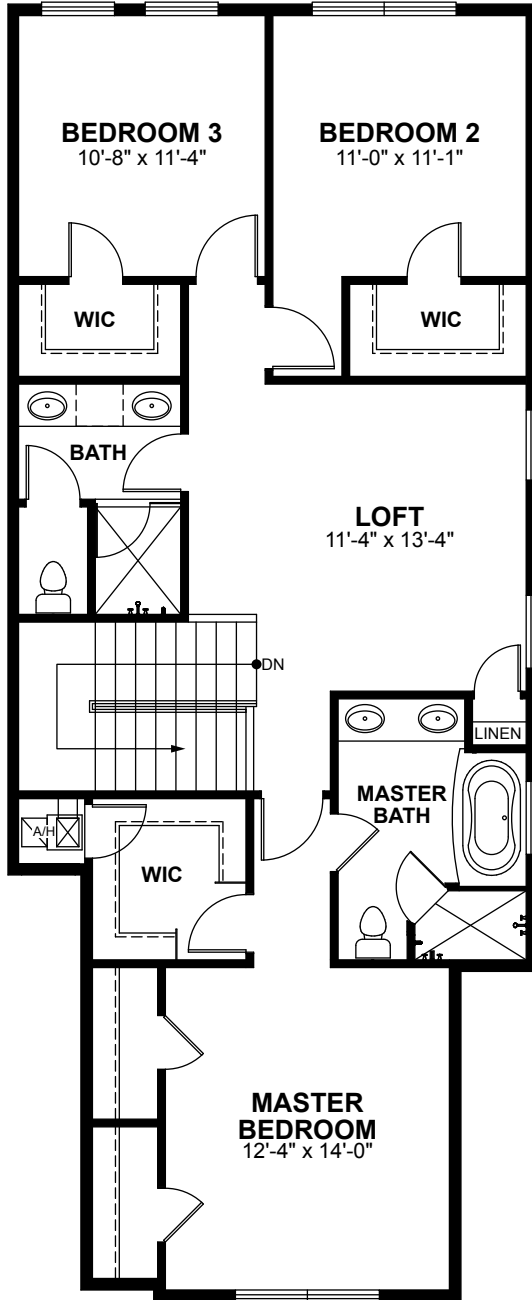 BEDROOM 3
10'-8" x 11'-4"
BEDROOM 2
11'-0" x 11'-1"
WIC
WIC
BATH
LOFT
11'-4" x 13'-4"
DN
LINEN
MASTER
BATH
A/H
WIC
MASTER
BEDROOM
12'-4" x 14'-0"